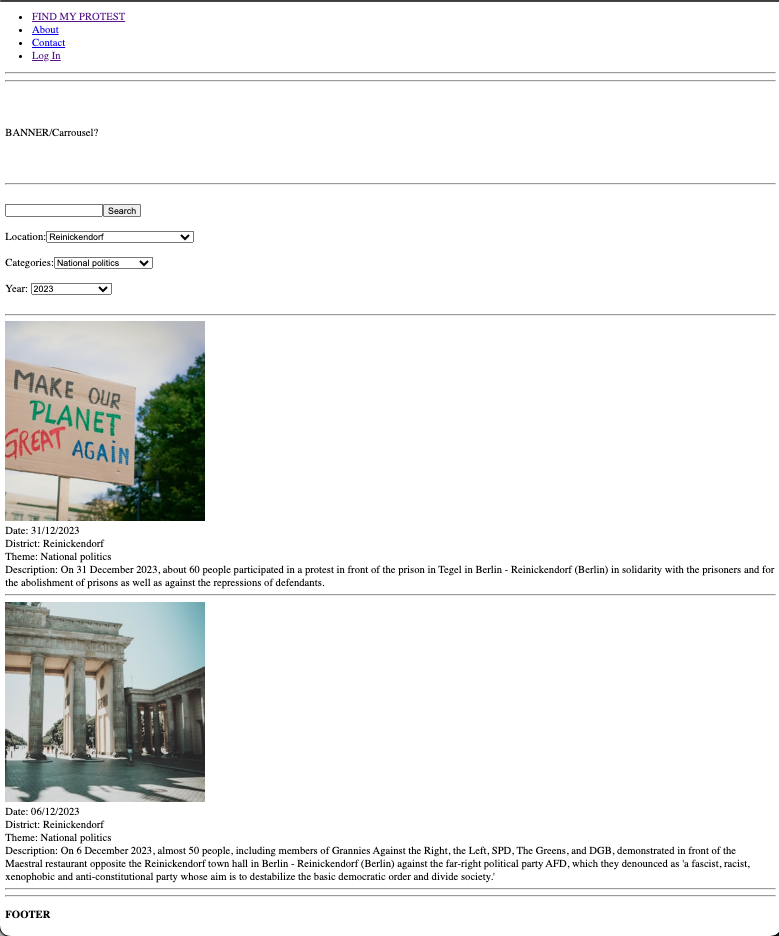 FIND MY PROTEST
About
Contact
Log In
BANNER/Carrousel?
Search
Location: Reinickendorf
Categories: National politics
Year: 2023
MAKE OUR
PLANET
GREAT AGAIN
Date: 31/12/2023
District: Reinickendorf
Theme: National politics
Description: On 31 December 2023, about 60 people participated in a protest in front of the prison in Tegel in Berlin - Reinickendorf (Berlin) in solidarity with the prisoners and for
the abolishment of prisons as well as against the repressions of defendants.
Date: 06/12/2023
District: Reinickendorf
Theme: National politics
Description: On 6 December 2023, almost 50 people, including members of Grannies Against the Right, the Left, SPD, The Greens, and DGB, demonstrated in front of the
Maestral restaurant opposite the Reinickendorf town hall in Berlin - Reinickendorf (Berlin) against the far-right political party AFD, which they denounced as 'a fascist, racist,
xenophobic and anti-constitutional party whose aim is to destabilize the basic democratic order and divide society.'
FOOTER